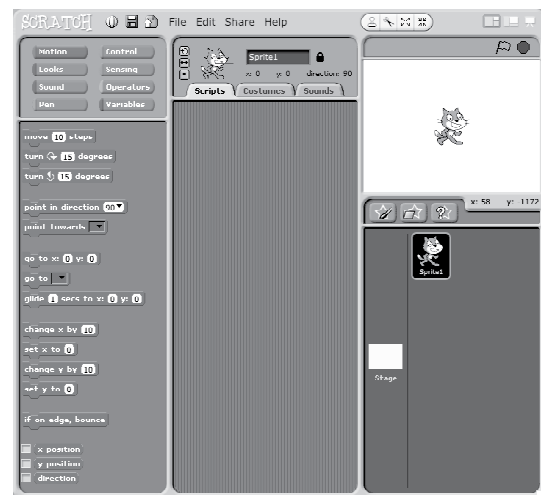 SCRATCH File Edit Share Help
Motion Control
Looks Sensing
Sound Operators
Pen Variables
move 10 steps
turn 15 degrees
turn 15 degrees
point in direction 90
point towards
go to x: 0 y: 0
go to
glide 1 secs to x: 0 y: 0
change x by 10
set x to 0
change y by 10
set y to 0
if on edge, bounce
x position
y position
direction
Sprite1
x: 0 y: 0 direction: 90
Scripts Costumes Sounds
x: 58 y: -1172
Sprite1
Stage